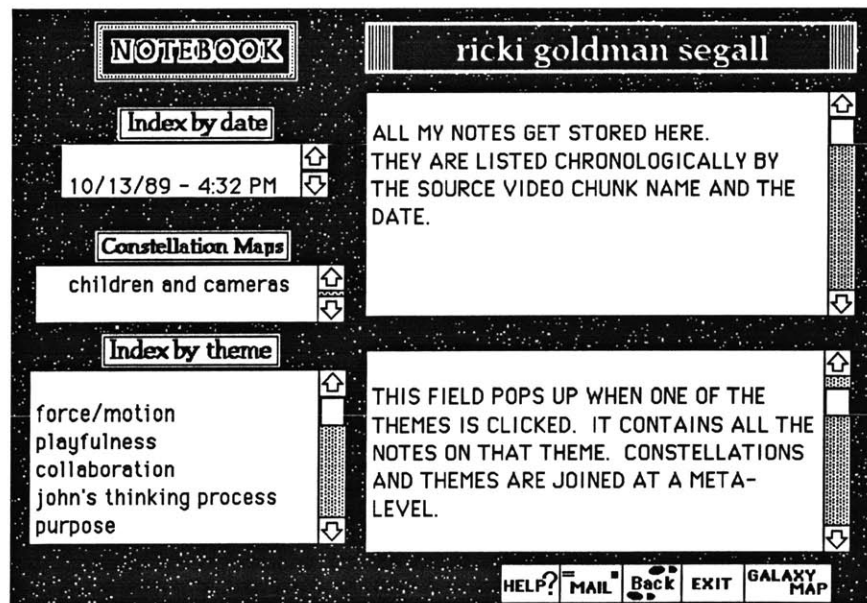 NOTEBOOK
ricki goldman segall
Index by date
10/13/89 - 4:32 PM
Constellation Maps
children and cameras
Index by theme
force/motion
playfulness
collaboration
john's thinking process
purpose
ALL MY NOTES GET STORED HERE.
THEY ARE LISTED CHRONOLOGICALLY BY
THE SOURCE VIDEO CHUNK NAME AND THE
DATE.
THIS FIELD POPS UP WHEN ONE OF THE
THEMES IS CLICKED. IT CONTAINS ALL THE
NOTES ON THAT THEME. CONSTELLATIONS
AND THEMES ARE JOINED AT A META-
LEVEL.
HELP?
MAIL
Back
EXIT
GALAXY
MAP